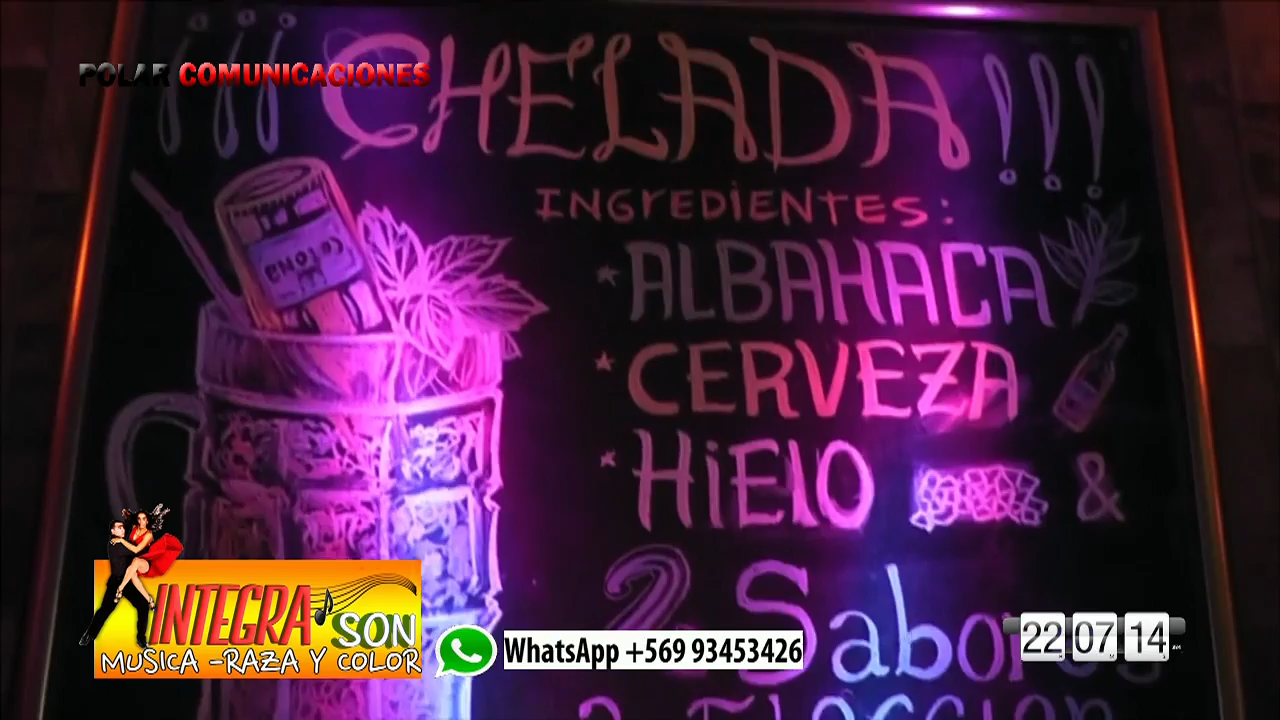 POLAR COMUNICACIONES
¡¡¡ CHELADA !!!
INGREDIENTES:
* ALBAHACA
* CERVEZA
* HiElO &
2 Sabores
a Eleccion
INTEGRA SON
MUSICA -RAZA Y COLOR
WhatsApp +569 93453426
22 07 14